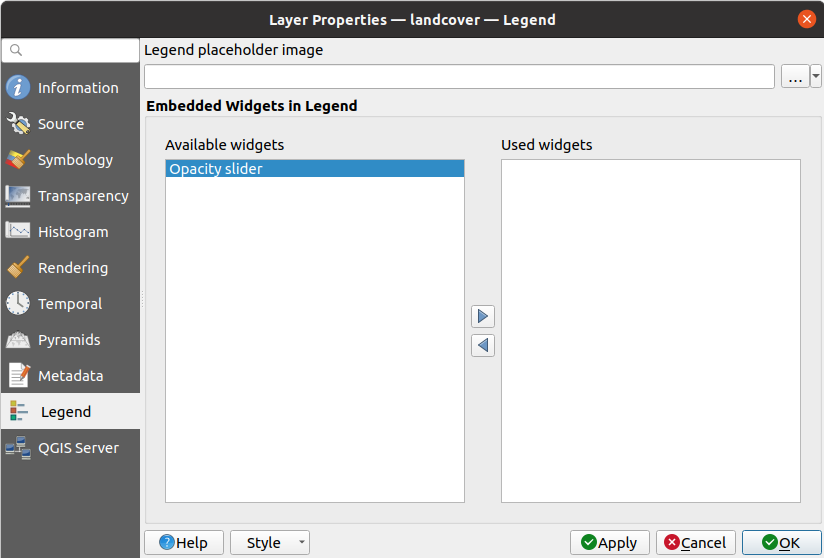 Layer Properties — landcover — Legend
Legend placeholder image
...
Information
Source
Symbology
Transparency
Histogram
Rendering
Temporal
Pyramids
Metadata
Legend
QGIS Server
Embedded Widgets in Legend
Available widgets
Used widgets
Opacity slider
Help
Style
Apply
Cancel
OK